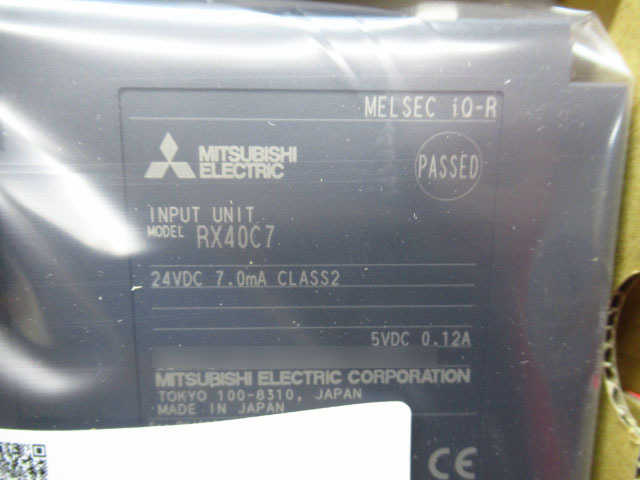 MELSEC iQ-R
MITSUBISHI
ELECTRIC
PASSED
INPUT UNIT
MODEL RX40C7
24VDC 7.0mA CLASS2
5VDC 0.12A
MITSUBISHI ELECTRIC CORPORATION
TOKYO 100-8310, JAPAN
MADE IN JAPAN
CE